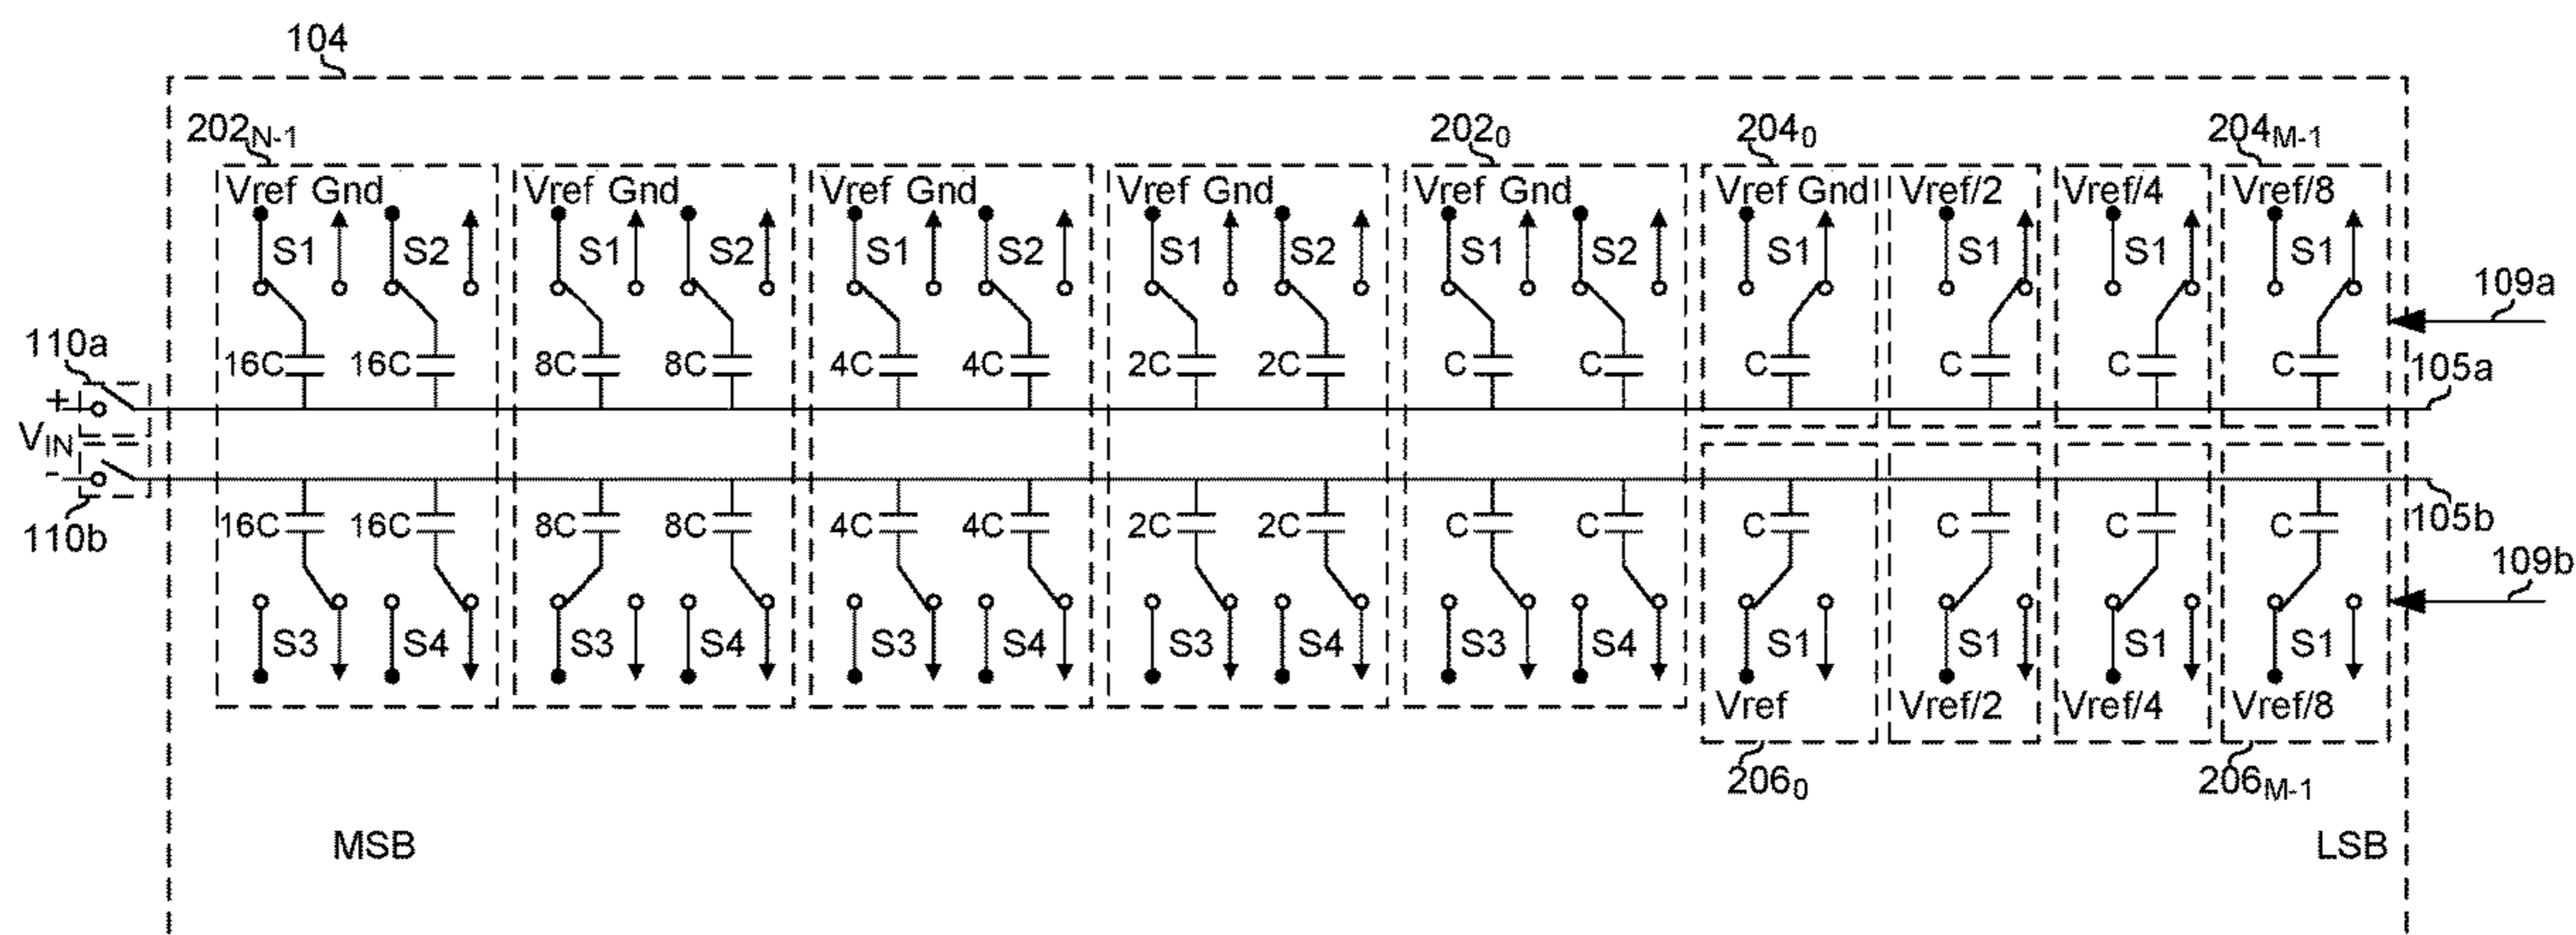 104
202N-1 2020 2040 204M-1
Vref Gnd Vref Gnd Vref Gnd Vref Gnd Vref Gnd Vref Gnd Vref/2 Vref/4 Vref/8
S1 S2 S1 S2 S1 S2 S1 S2 S1 S2 S1 S1 S1 S1
109a
110a
16C 16C 8C 8C 4C 4C 2C 2C C C C C C C
105a
+
VIN
-
110b
16C 16C 8C 8C 4C 4C 2C 2C C C C C C C
105b
109b
S3 S4 S3 S4 S3 S4 S3 S4 S3 S4 S1 S1 S1 S1
Vref Vref/2 Vref/4 Vref/8
2060 206M-1
MSB LSB